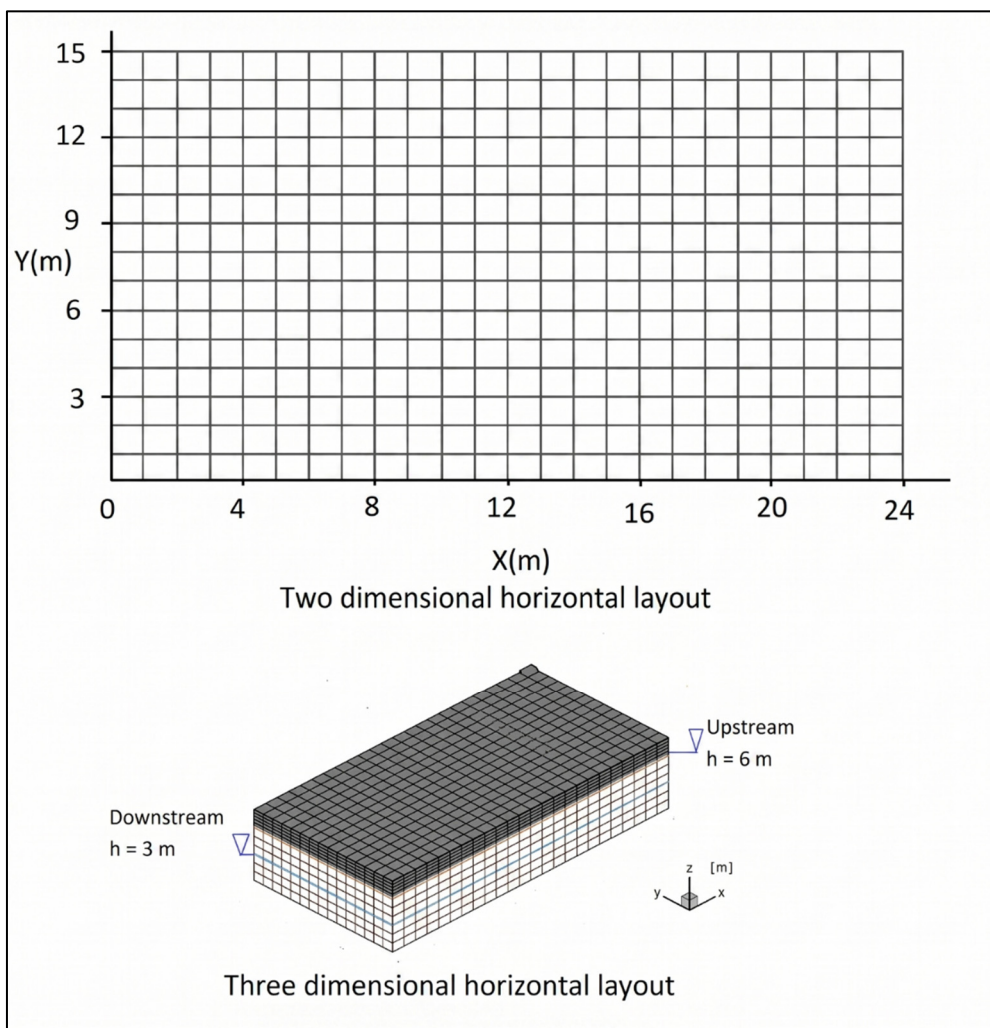 15
12
9
Y(m)
6
3
0 4 8 12 16 20 24
X(m)
Two dimensional horizontal layout
Upstream
h = 6 m
Downstream
h = 3 m
z [m]
y x
Three dimensional horizontal layout